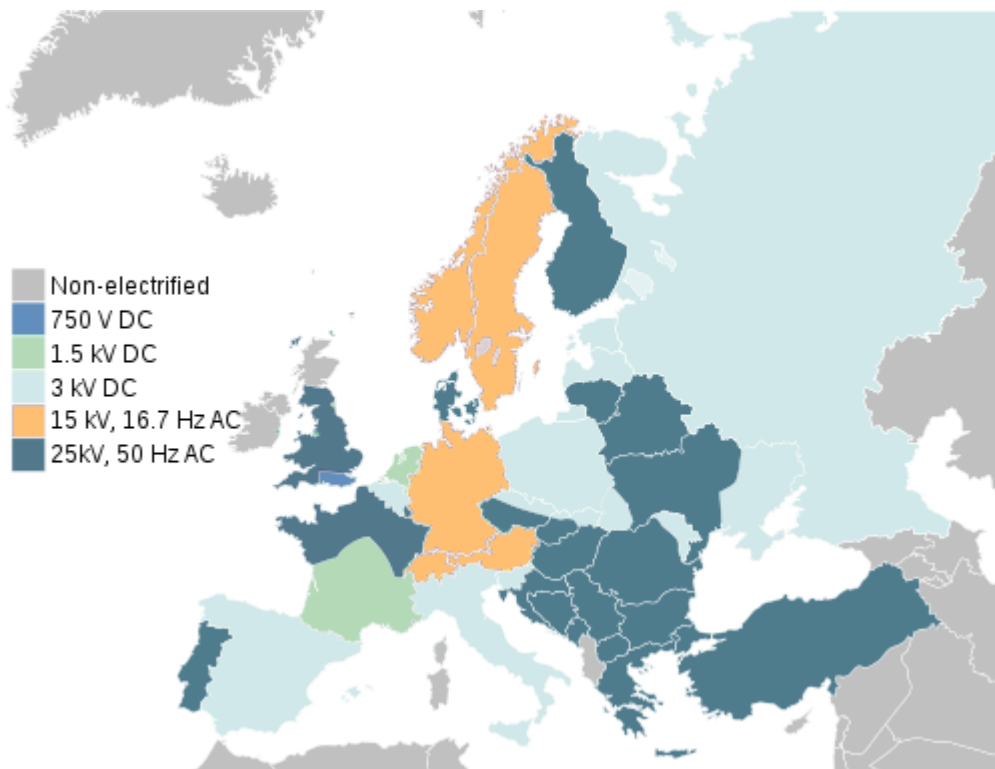 Non-electrified
750 V DC
1.5 kV DC
3 kV DC
15 kV, 16.7 Hz AC
25kV, 50 Hz AC